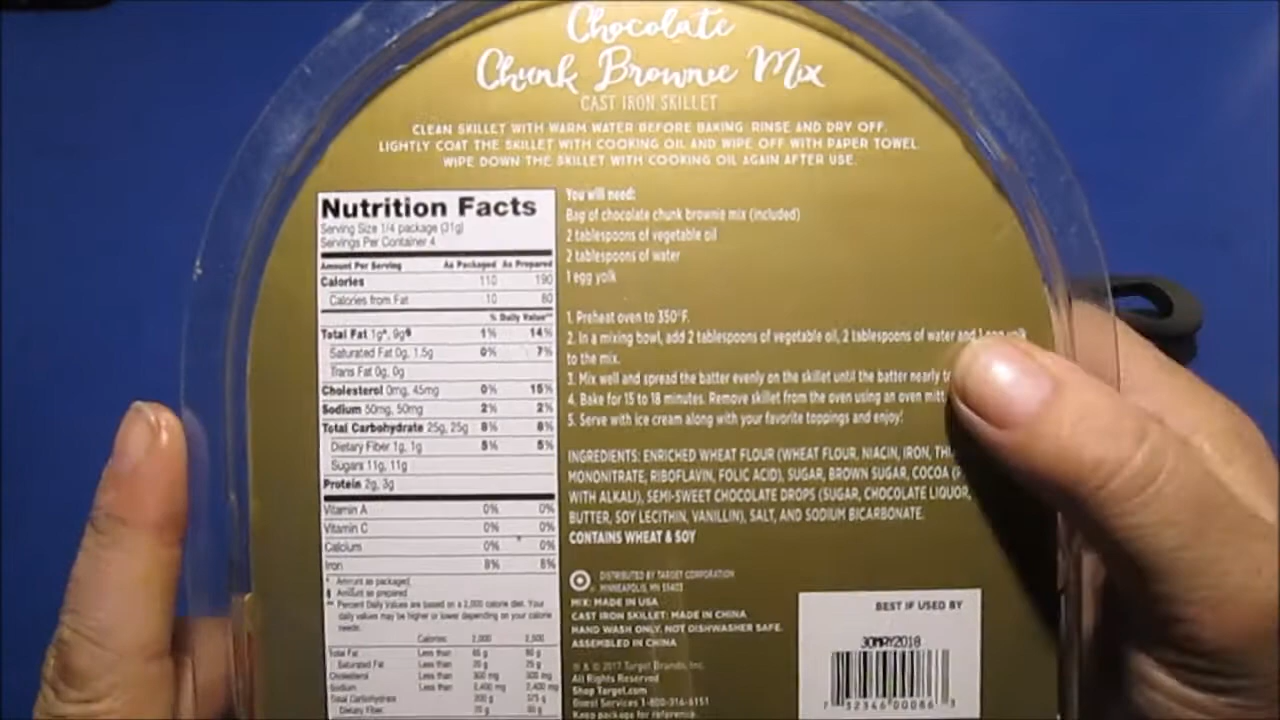 Chocolate
Chunk Brownie Mix
CAST IRON SKILLET
CLEAN SKILLET WITH WARM WATER BEFORE BAKING. RINSE AND DRY OFF.
LIGHTLY COAT THE SKILLET WITH COOKING OIL AND WIPE OFF WITH PAPER TOWEL.
WIPE DOWN THE SKILLET WITH COOKING OIL AGAIN AFTER USE.
Nutrition Facts
Serving Size 1/4 package (31g)
Servings Per Container 4
Amount Per Serving As Packaged As Prepared
Calories 110 190
Calories from Fat 10 80
% Daily Value**
Total Fat 1g*, 9g§ 1% 14%
Saturated Fat 0g, 1.5g 0% 7%
Trans Fat 0g, 0g
Cholesterol 0mg, 45mg 0% 15%
Sodium 50mg, 50mg 2% 2%
Total Carbohydrate 25g, 25g 8% 8%
Dietary Fiber 1g, 1g 5% 5%
Sugars 11g, 11g
Protein 2g, 3g
Vitamin A 0% 0%
Vitamin C 0% 0%
Calcium 0% 0%
Iron 8% 8%
* Amount as packaged
§ Amount as prepared
** Percent Daily Values are based on a 2,000 calorie diet. Your
daily values may be higher or lower depending on your calorie
needs.
Calories: 2,000 2,500
Total Fat Less than 65 g 80 g
Saturated Fat Less than 20 g 25 g
Cholesterol Less than 300 mg 300 mg
Sodium Less than 2,400 mg 2,400 mg
Total Carbohydrate 300 g 375 g
Dietary Fiber
You will need:
Bag of chocolate chunk brownie mix (included)
2 tablespoons of vegetable oil
2 tablespoons of water
1 egg yolk
1. Preheat oven to 350°F.
2. In a mixing bowl, add 2 tablespoons of vegetable oil, 2 tablespoons of water and 1 egg yolk
to the mix.
3. Mix well and spread the batter evenly on the skillet until the batter nearly
4. Bake for 15 to 18 minutes. Remove skillet from the oven using an oven mitt.
5. Serve with ice cream along with your favorite toppings and enjoy!
INGREDIENTS: ENRICHED WHEAT FLOUR (WHEAT FLOUR, NIACIN, IRON,
MONONITRATE, RIBOFLAVIN, FOLIC ACID), SUGAR, BROWN SUGAR, COCOA
WITH ALKALI), SEMI-SWEET CHOCOLATE DROPS (SUGAR, CHOCOLATE LIQUOR,
BUTTER, SOY LECITHIN, VANILLIN), SALT, AND SODIUM BICARBONATE.
CONTAINS WHEAT & SOY
DISTRIBUTED BY TARGET CORPORATION
MINNEAPOLIS, MN 55403
MIX: MADE IN USA
CAST IRON SKILLET: MADE IN CHINA
HAND WASH ONLY, NOT DISHWASHER SAFE.
ASSEMBLED IN CHINA
® & © 2017 Target Brands, Inc.
All Rights Reserved
Shop Target.com
Guest Services 1-800-316-6151
Keep package for reference.
BEST IF USED BY
30MAY2018